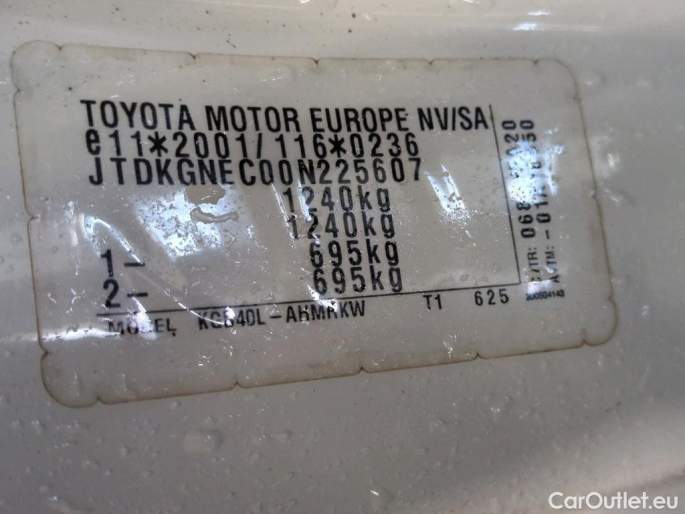 TOYOTA MOTOR EUROPE NV/SA
e11*2001/116*0236
JTDKGNEC00N225607
1240kg
1240kg
1- 695kg
2- 695kg
MODEL KGB40L-AHMRKW T1 625
CarOutlet.eu